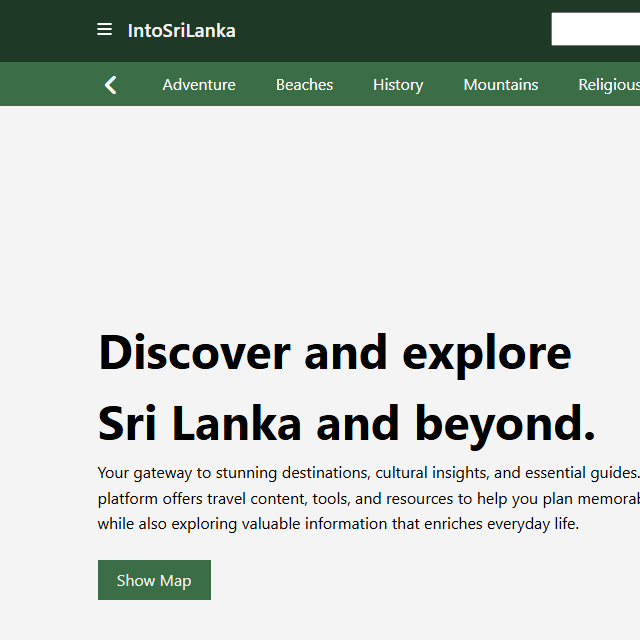 IntoSriLanka
Adventure Beaches History Mountains Religious
Discover and explore
Sri Lanka and beyond.
Your gateway to stunning destinations, cultural insights, and essential guides.
platform offers travel content, tools, and resources to help you plan
while also exploring valuable information that enriches everyday life.
Show Map